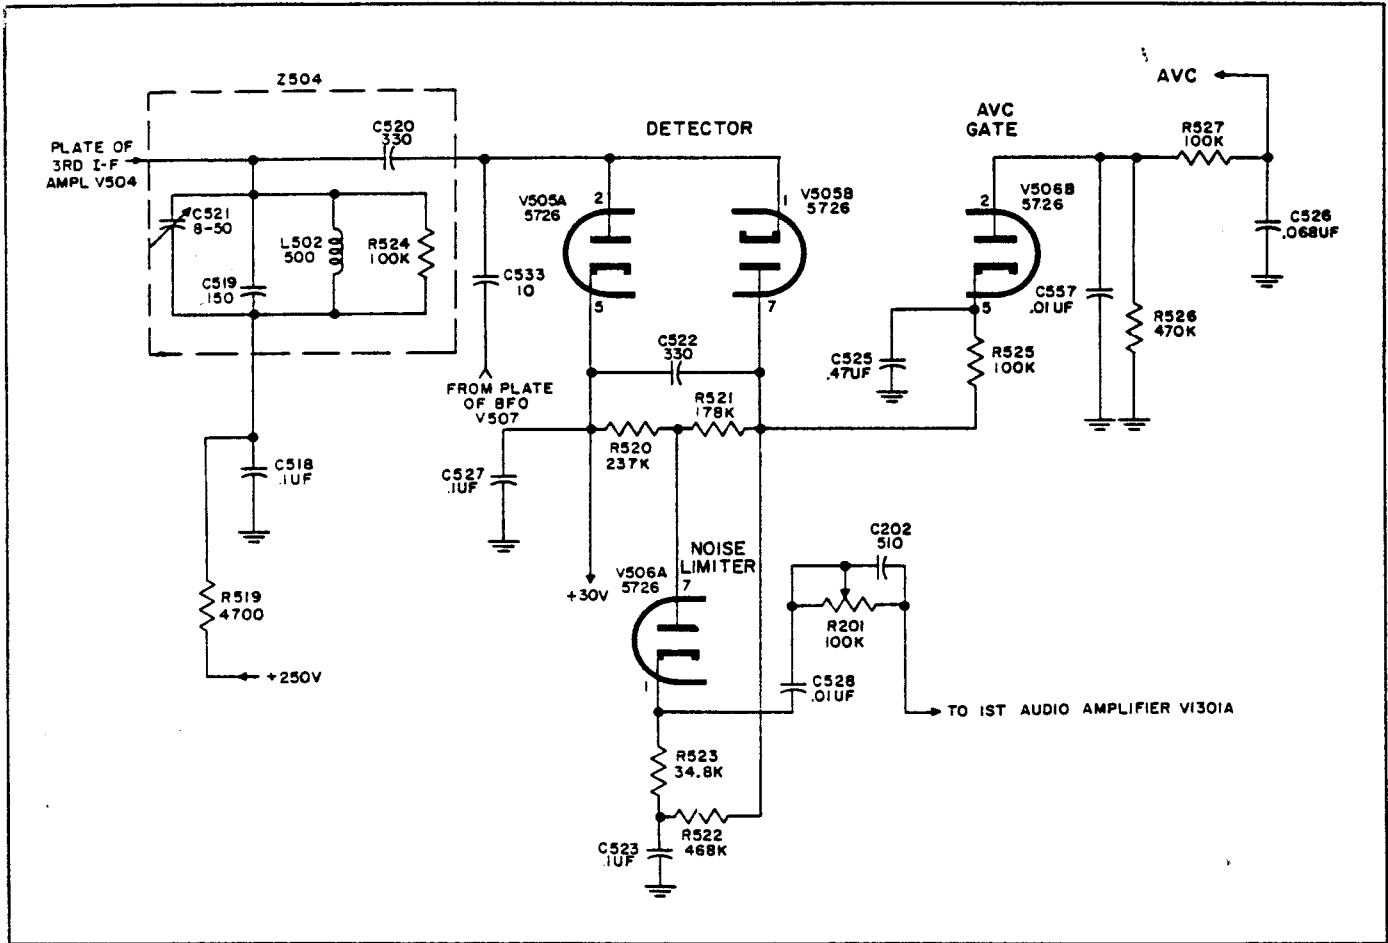 Z504
PLATE OF
3RD I-F
AMPL V504
C520
330
C521
8-50
C519
150
L502
500
R524
100K
C533
10
FROM PLATE
OF BFO
V507
C518
.1UF
R519
4700
+250V
DETECTOR
V505A
5726
2
5
V505B
5726
1
7
C522
330
R520
237K
R521
178K
C527
.1UF
+30V
AVC
GATE
V506B
5726
2
5
C525
.47UF
R525
100K
C557
.01UF
R526
470K
R527
100K
AVC
C526
.068UF
NOISE
LIMITER
V506A
5726
7
1
R523
34.8K
R522
468K
C523
.1UF
C528
.01UF
C202
510
R201
100K
TO 1ST AUDIO AMPLIFIER V1301A